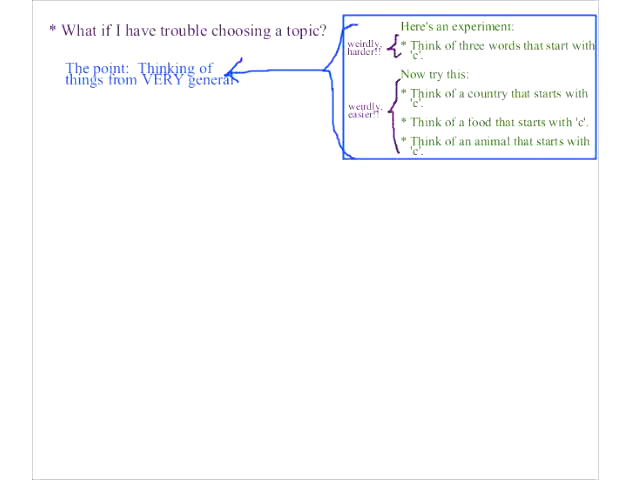 * What if I have trouble choosing a topic?
The point: Thinking of
things from VERY general
Here's an experiment:
weirdly,
harder!!
* Think of three words that start with
'c'.
Now try this:
weirdly,
easier!!
* Think of a country that starts with
'c'.
* Think of a food that starts with 'c'.
* Think of an animal that starts with
'c'.